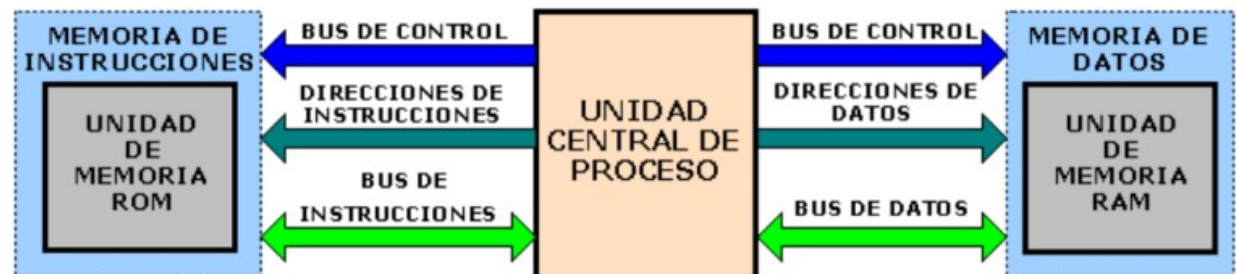 MEMORIA DE
INSTRUCCIONES
UNIDAD
DE
MEMORIA
ROM
BUS DE CONTROL
DIRECCIONES DE
INSTRUCCIONES
BUS DE
INSTRUCCIONES
UNIDAD
CENTRAL DE
PROCESO
BUS DE CONTROL
DIRECCIONES DE
DATOS
BUS DE DATOS
MEMORIA DE
DATOS
UNIDAD
DE
MEMORIA
RAM